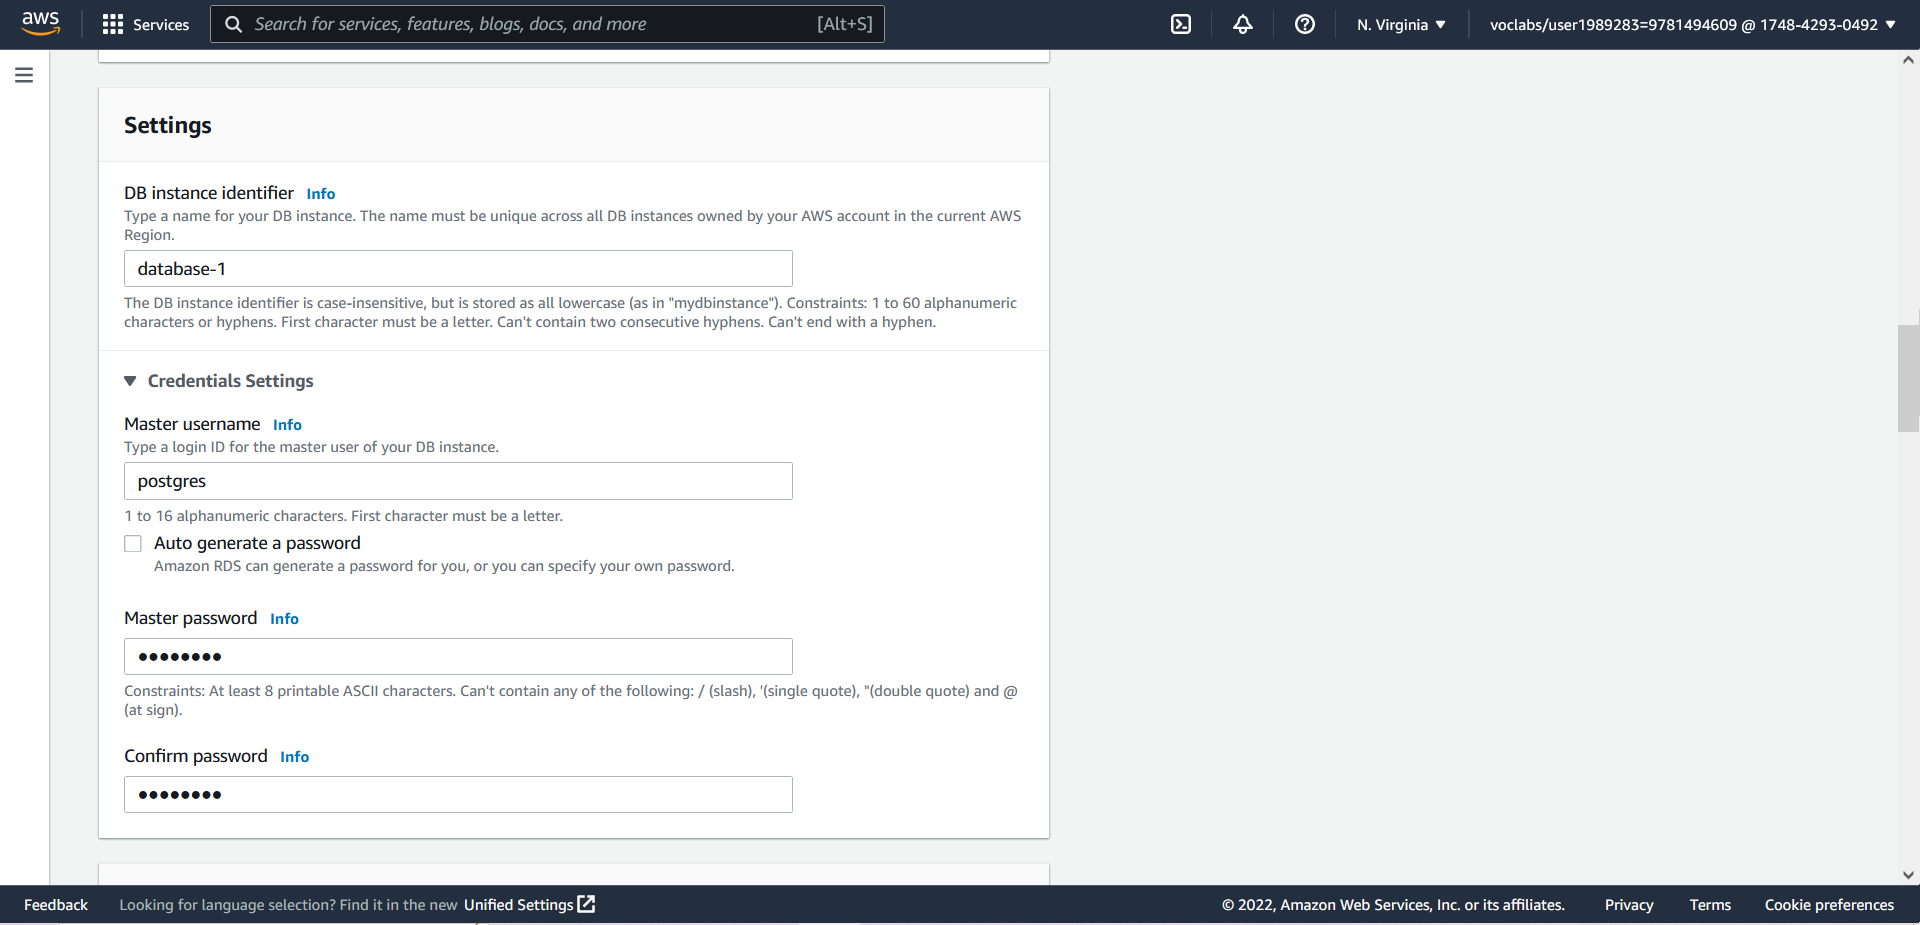 aws
Services
Search for services, features, blogs, docs, and more [Alt+S]
N. Virginia
voclabs/user1989283=9781494609 @ 1748-4293-0492
Settings
DB instance identifier Info
Type a name for your DB instance. The name must be unique across all DB instances owned by your AWS account in the current AWS
Region.
database-1
The DB instance identifier is case-insensitive, but is stored as all lowercase (as in "mydbinstance"). Constraints: 1 to 60 alphanumeric
characters or hyphens. First character must be a letter. Can't contain two consecutive hyphens. Can't end with a hyphen.
Credentials Settings
Master username Info
Type a login ID for the master user of your DB instance.
postgres
1 to 16 alphanumeric characters. First character must be a letter.
Auto generate a password
Amazon RDS can generate a password for you, or you can specify your own password.
Master password Info
••••••••
Constraints: At least 8 printable ASCII characters. Can't contain any of the following: / (slash), '(single quote), "(double quote) and @
(at sign).
Confirm password Info
••••••••
Feedback
Looking for language selection? Find it in the new Unified Settings
© 2022, Amazon Web Services, Inc. or its affiliates.
Privacy
Terms
Cookie preferences